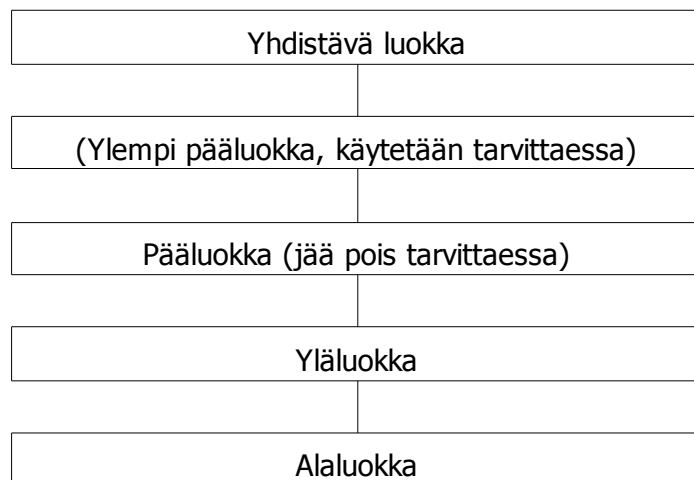 Yhdistävä luokka
(Ylempi pääluokka, käytetään tarvittaessa)
Pääluokka (jää pois tarvittaessa)
Yläluokka
Alaluokka